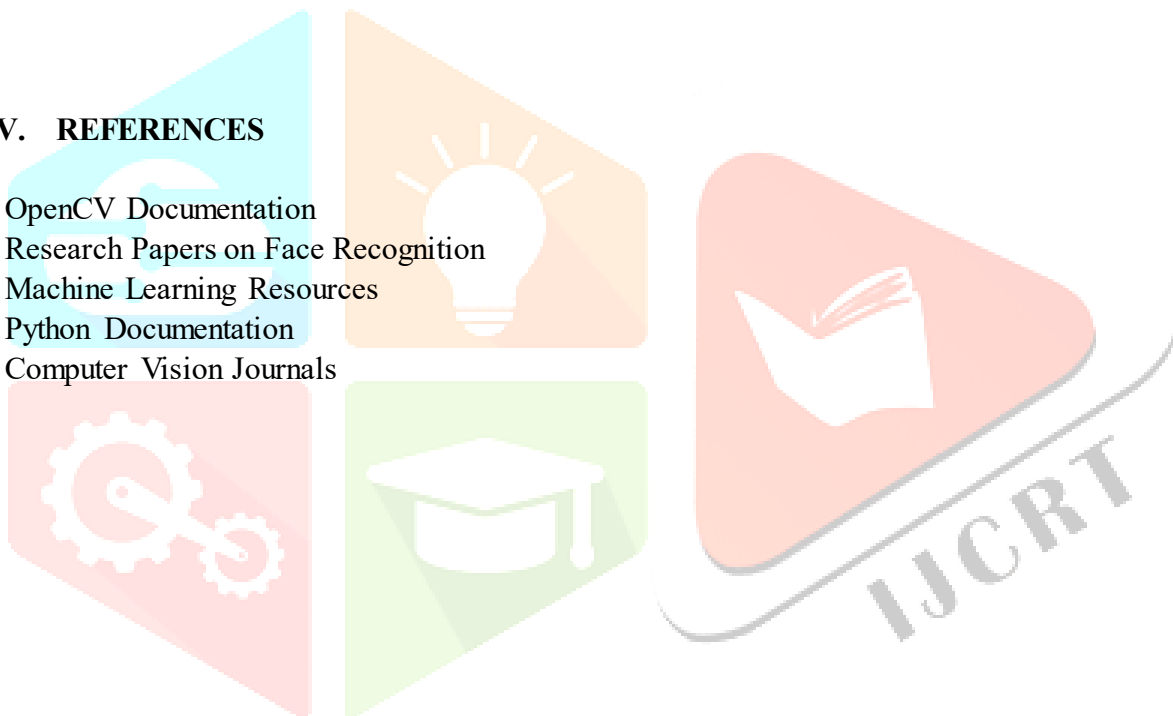 V. REFERENCES
OpenCV Documentation
Research Papers on Face Recognition
Machine Learning Resources
Python Documentation
Computer Vision Journals
IJCRT